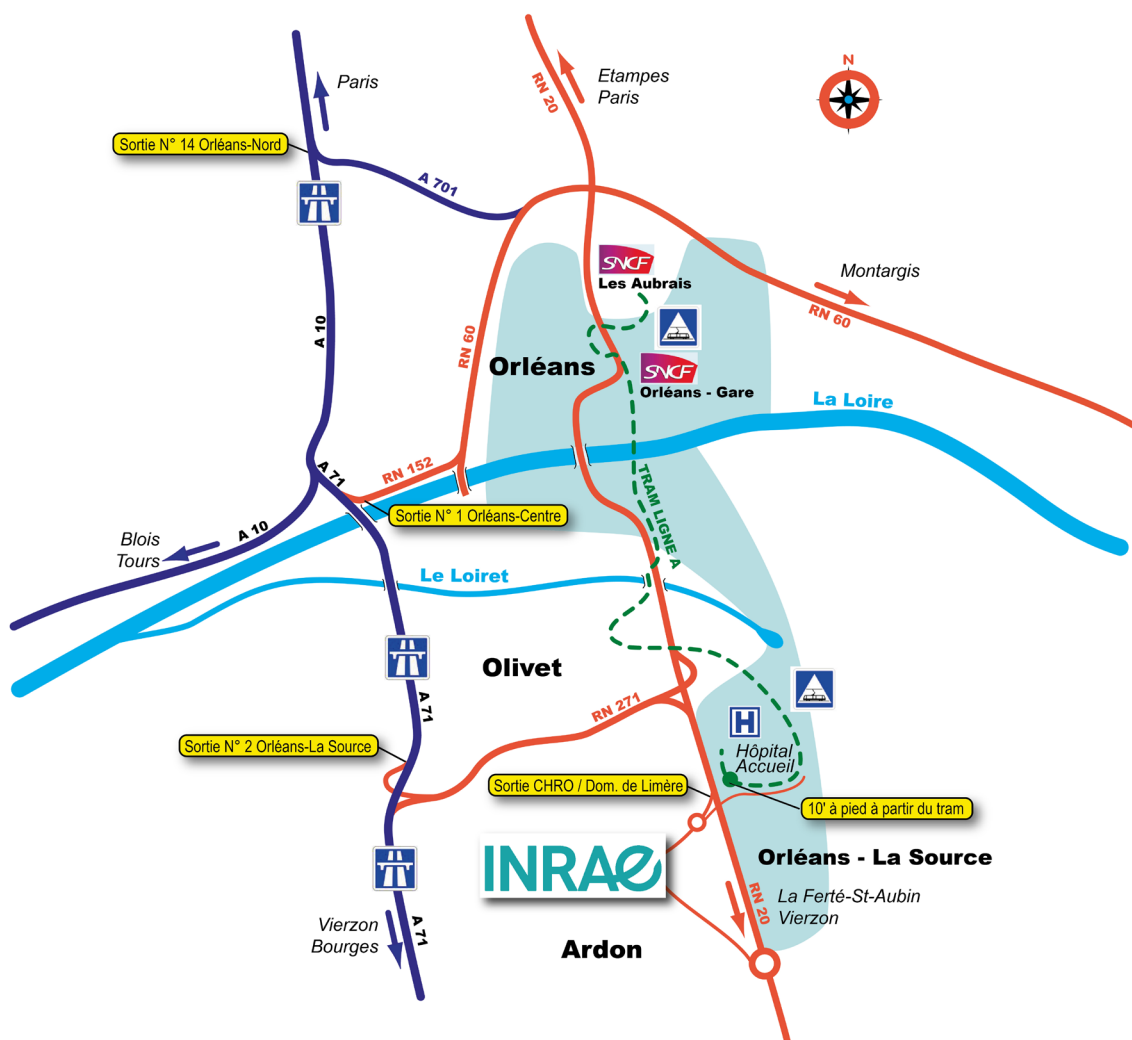 N
Paris
Etampes
Paris
RN 20
Sortie N° 14 Orléans-Nord
A 701
SNCF
Les Aubrais
Montargis
RN 60
A 10
RN 60
Orléans
SNCF
Orléans - Gare
La Loire
A 71
RN 152
Sortie N° 1 Orléans-Centre
TRAM LIGNE A
A 10
Blois
Tours
Le Loiret
Olivet
A 71
RN 271
H
Hôpital
Accueil
Sortie N° 2 Orléans-La Source
Sortie CHRO / Dom. de Limère
10' à pied à partir du tram
INRAE
Orléans - La Source
RN 20
La Ferté-St-Aubin
Vierzon
A 71
Vierzon
Bourges
Ardon